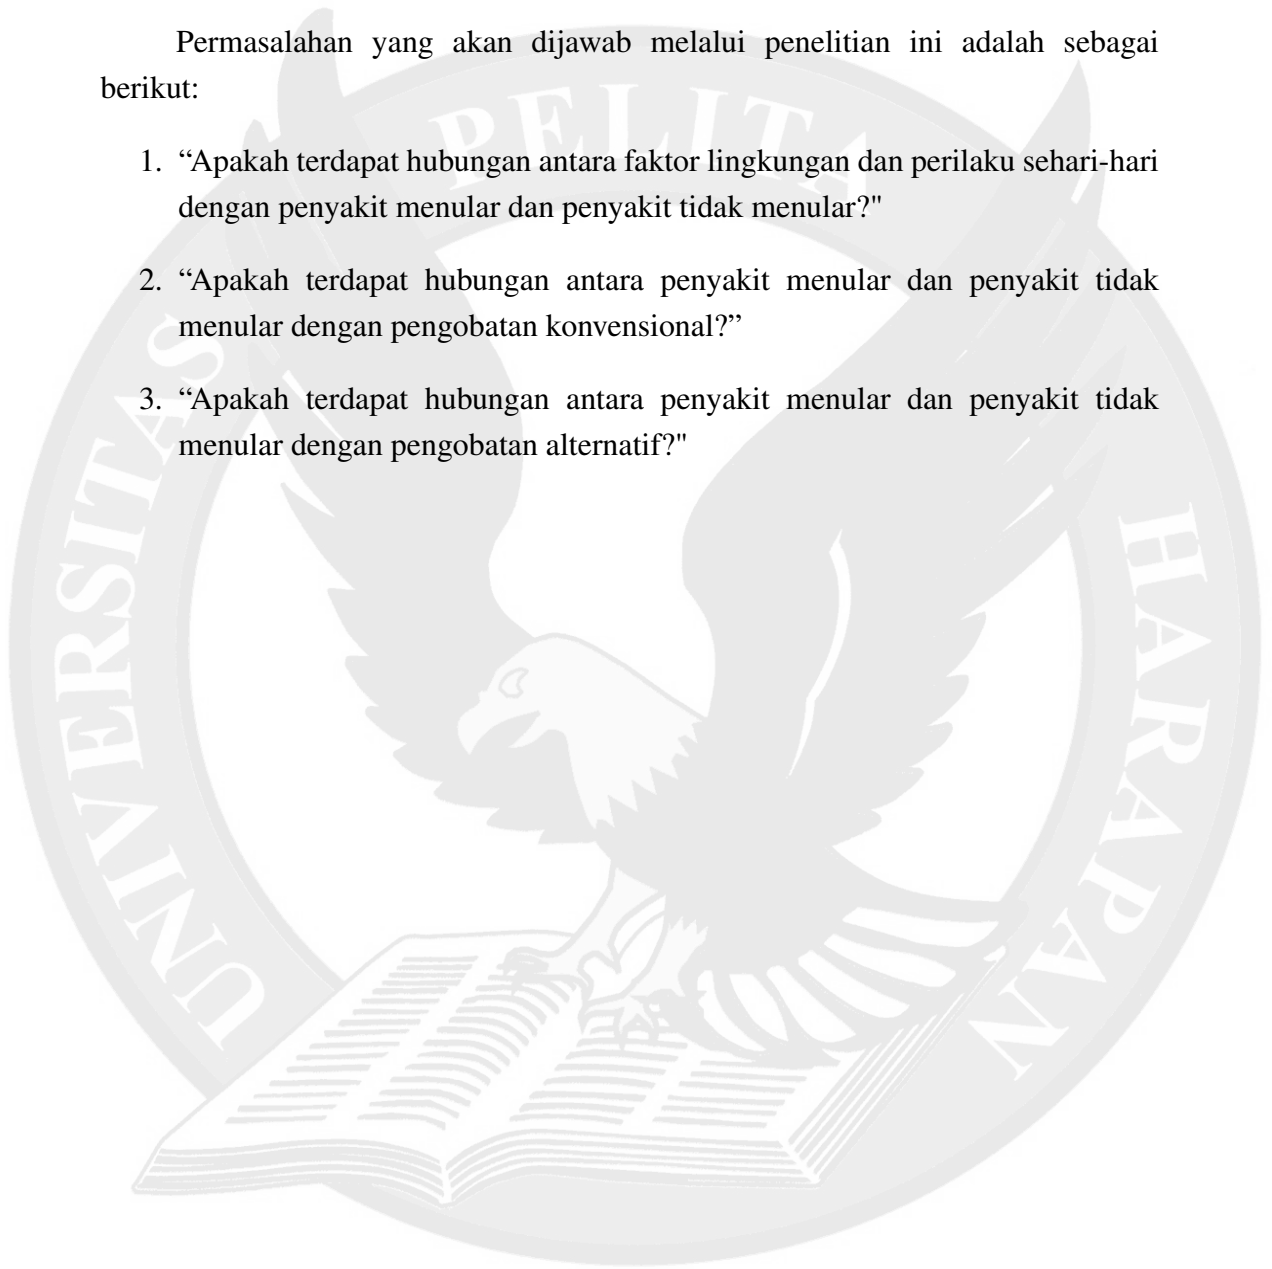 Permasalahan yang akan dijawab melalui penelitian ini adalah sebagai
berikut:
1. “Apakah terdapat hubungan antara faktor lingkungan dan perilaku sehari-hari
dengan penyakit menular dan penyakit tidak menular?"
2. “Apakah terdapat hubungan antara penyakit menular dan penyakit tidak
menular dengan pengobatan konvensional?”
3. “Apakah terdapat hubungan antara penyakit menular dan penyakit tidak
menular dengan pengobatan alternatif?"
UNIVERSITAS PELITA HARAPAN